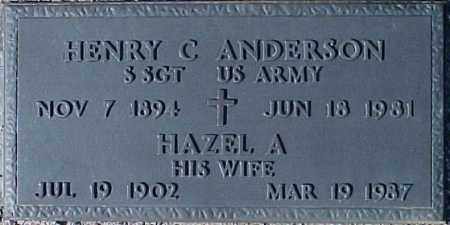 HENRY C ANDERSON
S SGT US ARMY
NOV 7 1894 JUN 18 1981
HAZEL A
HIS WIFE
JUL 19 1902 MAR 19 1987